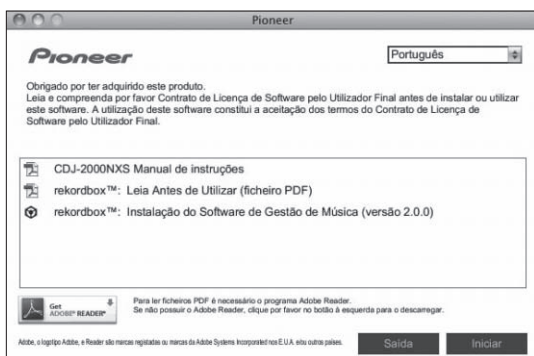 Pioneer
Pioneer
Português
Obrigado por ter adquirido este produto.
Leia e compreenda por favor Contrato de Licença de Software pelo Utilizador Final antes de instalar ou utilizar
este software. A utilização deste software constitui a aceitação dos termos do Contrato de Licença de
Software pelo Utilizador Final.
CDJ-2000NXS Manual de instruções
rekordbox™: Leia Antes de Utilizar (ficheiro PDF)
rekordbox™: Instalação do Software de Gestão de Música (versão 2.0.0)
Get
ADOBE® READER®
Para ler ficheiros PDF é necessário o programa Adobe Reader.
Se não possuir o Adobe Reader, clique por favor no botão à esquerda para o descarregar.
Adobe, o logotipo Adobe, e Reader são marcas registadas ou marcas da Adobe Systems Incorporated nos E.U.A. e/ou outros países.
Saída
Iniciar